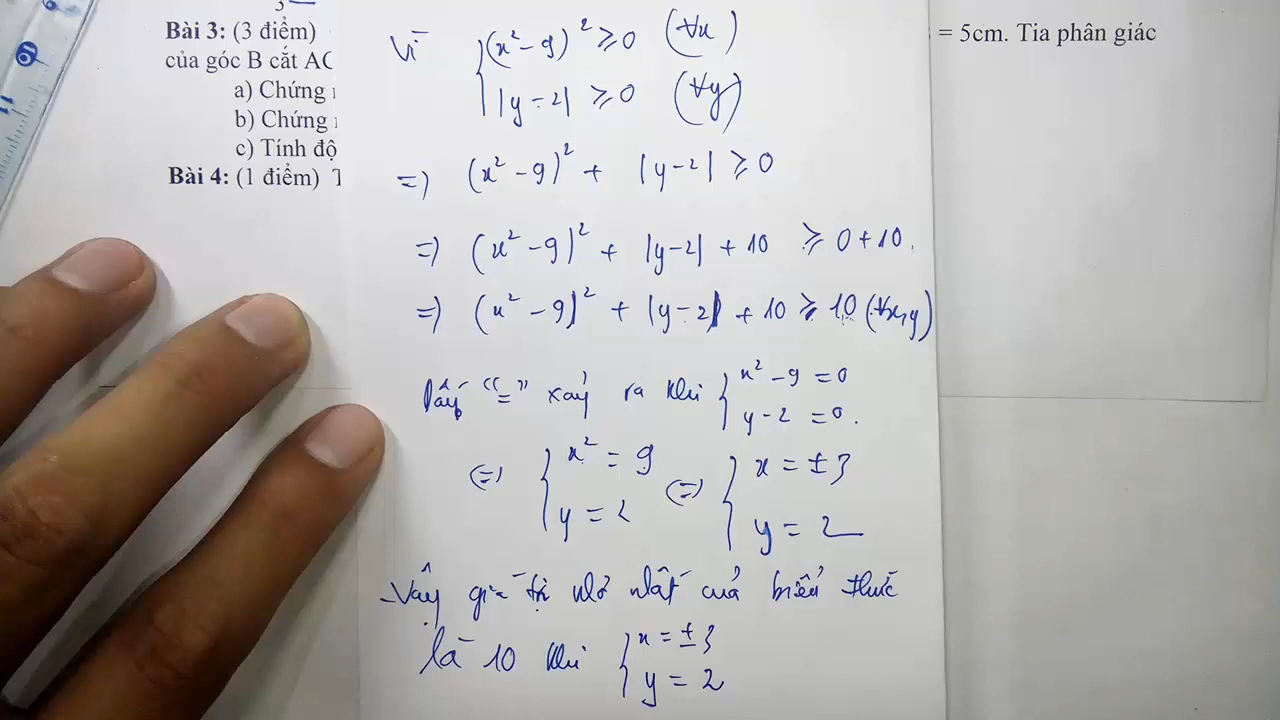 Bài 3: (3 điểm)
= 5cm. Tia phân giác
của góc B cắt AC
a) Chứng
b) Chứng
c) Tính độ
Bài 4: (1 điểm) T
Vì { (x² - 9)² ⩾ 0 (∀x)
|y - 2| ⩾ 0 (∀y)
=> (x² - 9)² + |y - 2| ⩾ 0
=> (x² - 9)² + |y - 2| + 10 ⩾ 0 + 10.
=> (x² - 9)² + |y - 2| + 10 ⩾ 10 (∀x,y)
Dấu "=" xảy ra khi { x² - 9 = 0
y - 2 = 0.
(=) { x² = 9 (=) { x = ±3
y = 2 y = 2
Vậy giá trị nhỏ nhất của biểu thức
là 10 khi { x = ±3
y = 2